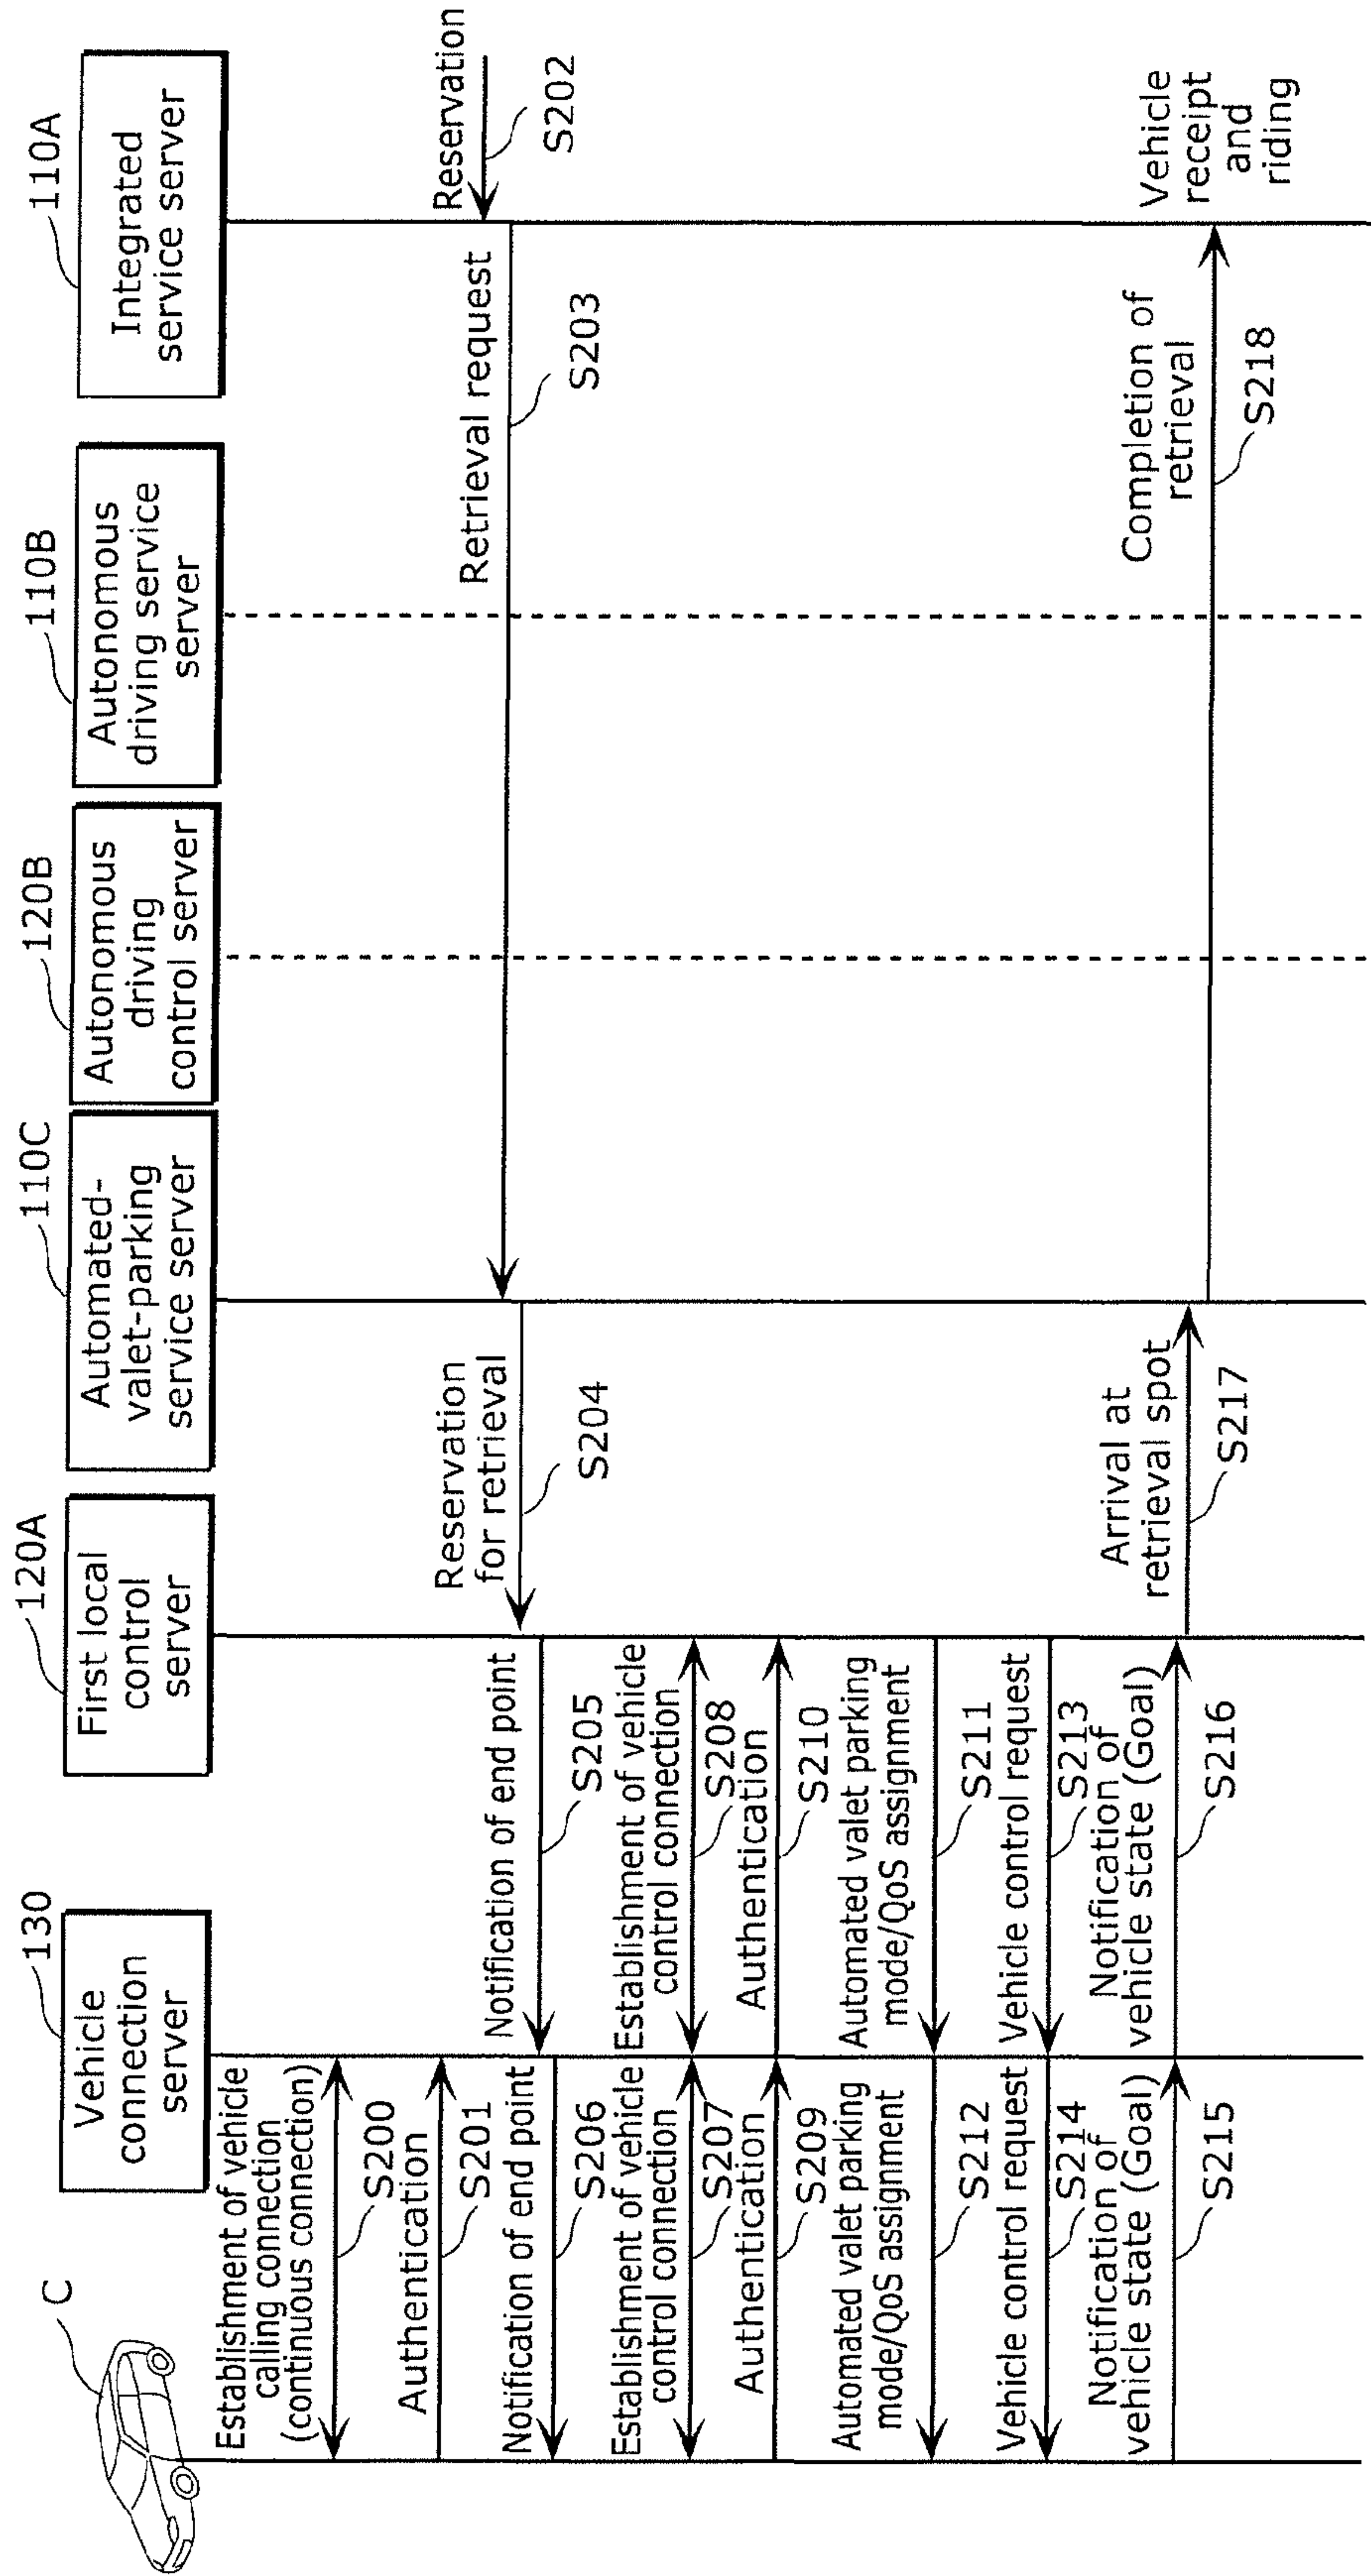 C
130
Vehicle
connection
server
120A
First local
control
server
110C
Automated-
valet-parking
service server
120B
Autonomous
driving
control server
110B
Autonomous
driving service
server
110A
Integrated
service server
Establishment of vehicle
calling connection
(continuous connection)
S200
Authentication
S201
Reservation
S202
Retrieval request
S203
Reservation
for retrieval
S204
Notification of end point
S205
Notification of end point
S206
Establishment of vehicle
control connection
S207
Establishment of vehicle
control connection
S208
Authentication
S209
Authentication
S210
Automated valet parking
mode/QoS assignment
S211
Automated valet parking
mode/QoS assignment
S212
Vehicle control request
S213
Vehicle control request
S214
Notification of
vehicle state (Goal)
S215
Notification of
vehicle state (Goal)
S216
Arrival at
retrieval spot
S217
Completion of
retrieval
S218
Vehicle
receipt
and
riding